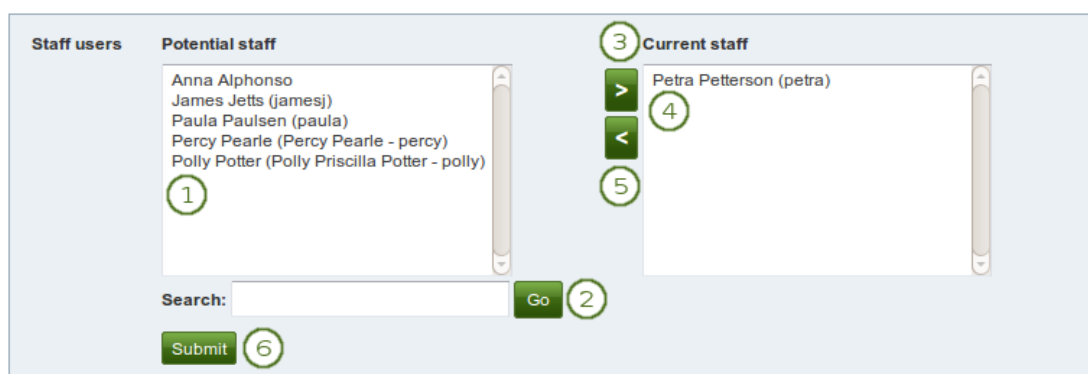 Staff users Potential staff 3 Current staff
Anna Alphonso
James Jetts (jamesj)
Paula Paulsen (paula)
Percy Pearle (Percy Pearle - percy)
Polly Potter (Polly Priscilla Potter - polly)
1
>
<
5
Petra Petterson (petra)
4
Search: Go 2
Submit 6